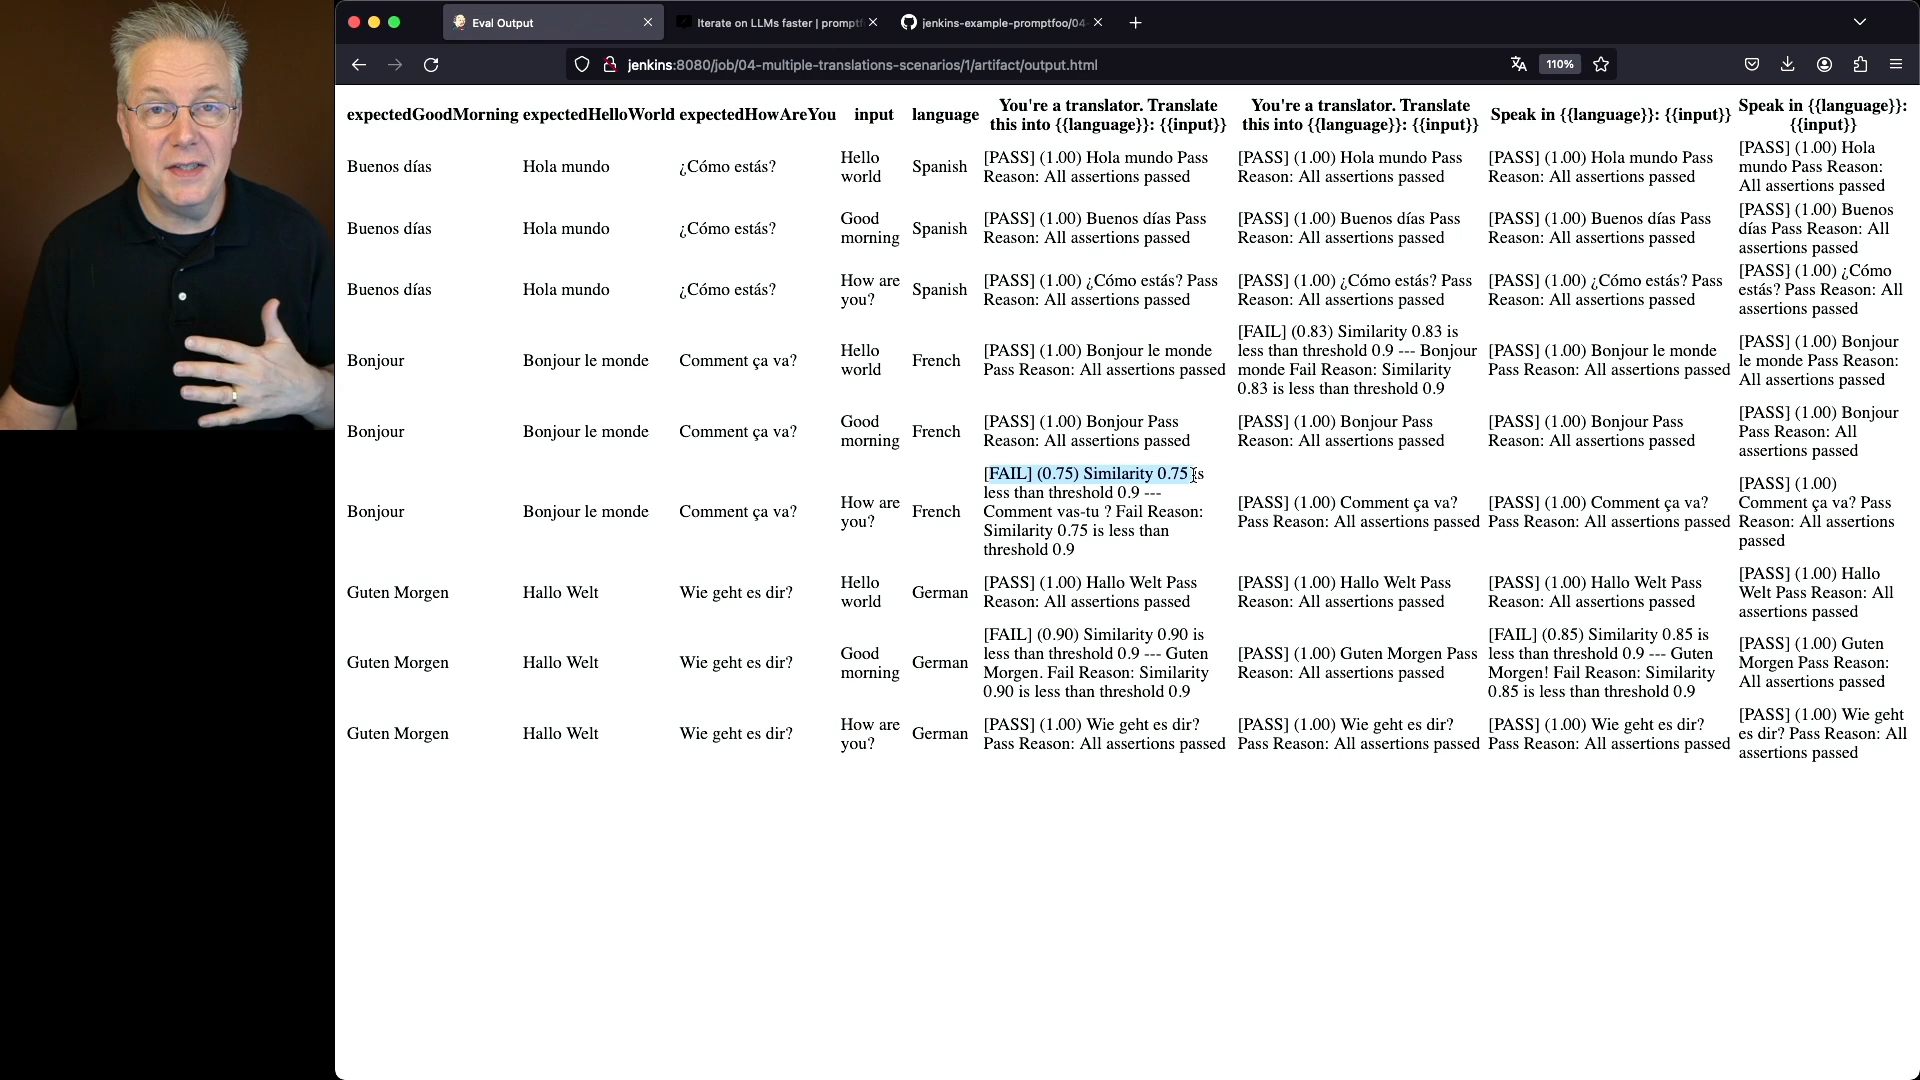 Eval Output
Iterate on LLMs faster | promptf
jenkins-example-promptfoo/04-
jenkins:8080/job/04-multiple-translations-scenarios/1/artifact/output.html
110%
expectedGoodMorning expectedHelloWorld expectedHowAreYou input language You're a translator. Translate this into {{language}}: {{input}} You're a translator. Translate this into {{language}}: {{input}} Speak in {{language}}: {{input}} Speak in {{language}}: {{input}}
Buenos días Hola mundo ¿Cómo estás? Hello world Spanish [PASS] (1.00) Hola mundo Pass Reason: All assertions passed [PASS] (1.00) Hola mundo Pass Reason: All assertions passed [PASS] (1.00) Hola mundo Pass Reason: All assertions passed [PASS] (1.00) Hola mundo Pass Reason: All assertions passed
Buenos días Hola mundo ¿Cómo estás? Good morning Spanish [PASS] (1.00) Buenos días Pass Reason: All assertions passed [PASS] (1.00) Buenos días Pass Reason: All assertions passed [PASS] (1.00) Buenos días Pass Reason: All assertions passed [PASS] (1.00) Buenos días Pass Reason: All assertions passed
Buenos días Hola mundo ¿Cómo estás? How are you? Spanish [PASS] (1.00) ¿Cómo estás? Pass Reason: All assertions passed [PASS] (1.00) ¿Cómo estás? Pass Reason: All assertions passed [PASS] (1.00) ¿Cómo estás? Pass Reason: All assertions passed [PASS] (1.00) ¿Cómo estás? Pass Reason: All assertions passed
Bonjour Bonjour le monde Comment ça va? Hello world French [PASS] (1.00) Bonjour le monde Pass Reason: All assertions passed [FAIL] (0.83) Similarity 0.83 is less than threshold 0.9 --- Bonjour monde Fail Reason: Similarity 0.83 is less than threshold 0.9 [PASS] (1.00) Bonjour le monde Pass Reason: All assertions passed [PASS] (1.00) Bonjour le monde Pass Reason: All assertions passed
Bonjour Bonjour le monde Comment ça va? Good morning French [PASS] (1.00) Bonjour Pass Reason: All assertions passed [PASS] (1.00) Bonjour Pass Reason: All assertions passed [PASS] (1.00) Bonjour Pass Reason: All assertions passed [PASS] (1.00) Bonjour Pass Reason: All assertions passed
Bonjour Bonjour le monde Comment ça va? How are you? French [FAIL] (0.75) Similarity 0.75 is less than threshold 0.9 --- Comment vas-tu ? Fail Reason: Similarity 0.75 is less than threshold 0.9 [PASS] (1.00) Comment ça va? Pass Reason: All assertions passed [PASS] (1.00) Comment ça va? Pass Reason: All assertions passed [PASS] (1.00) Comment ça va? Pass Reason: All assertions passed
Guten Morgen Hallo Welt Wie geht es dir? Hello world German [PASS] (1.00) Hallo Welt Pass Reason: All assertions passed [PASS] (1.00) Hallo Welt Pass Reason: All assertions passed [PASS] (1.00) Hallo Welt Pass Reason: All assertions passed [PASS] (1.00) Hallo Welt Pass Reason: All assertions passed
Guten Morgen Hallo Welt Wie geht es dir? Good morning German [FAIL] (0.90) Similarity 0.90 is less than threshold 0.9 --- Guten Morgen. Fail Reason: Similarity 0.90 is less than threshold 0.9 [PASS] (1.00) Guten Morgen Pass Reason: All assertions passed [FAIL] (0.85) Similarity 0.85 is less than threshold 0.9 --- Guten Morgen! Fail Reason: Similarity 0.85 is less than threshold 0.9 [PASS] (1.00) Guten Morgen Pass Reason: All assertions passed
Guten Morgen Hallo Welt Wie geht es dir? How are you? German [PASS] (1.00) Wie geht es dir? Pass Reason: All assertions passed [PASS] (1.00) Wie geht es dir? Pass Reason: All assertions passed [PASS] (1.00) Wie geht es dir? Pass Reason: All assertions passed [PASS] (1.00) Wie geht es dir? Pass Reason: All assertions passed